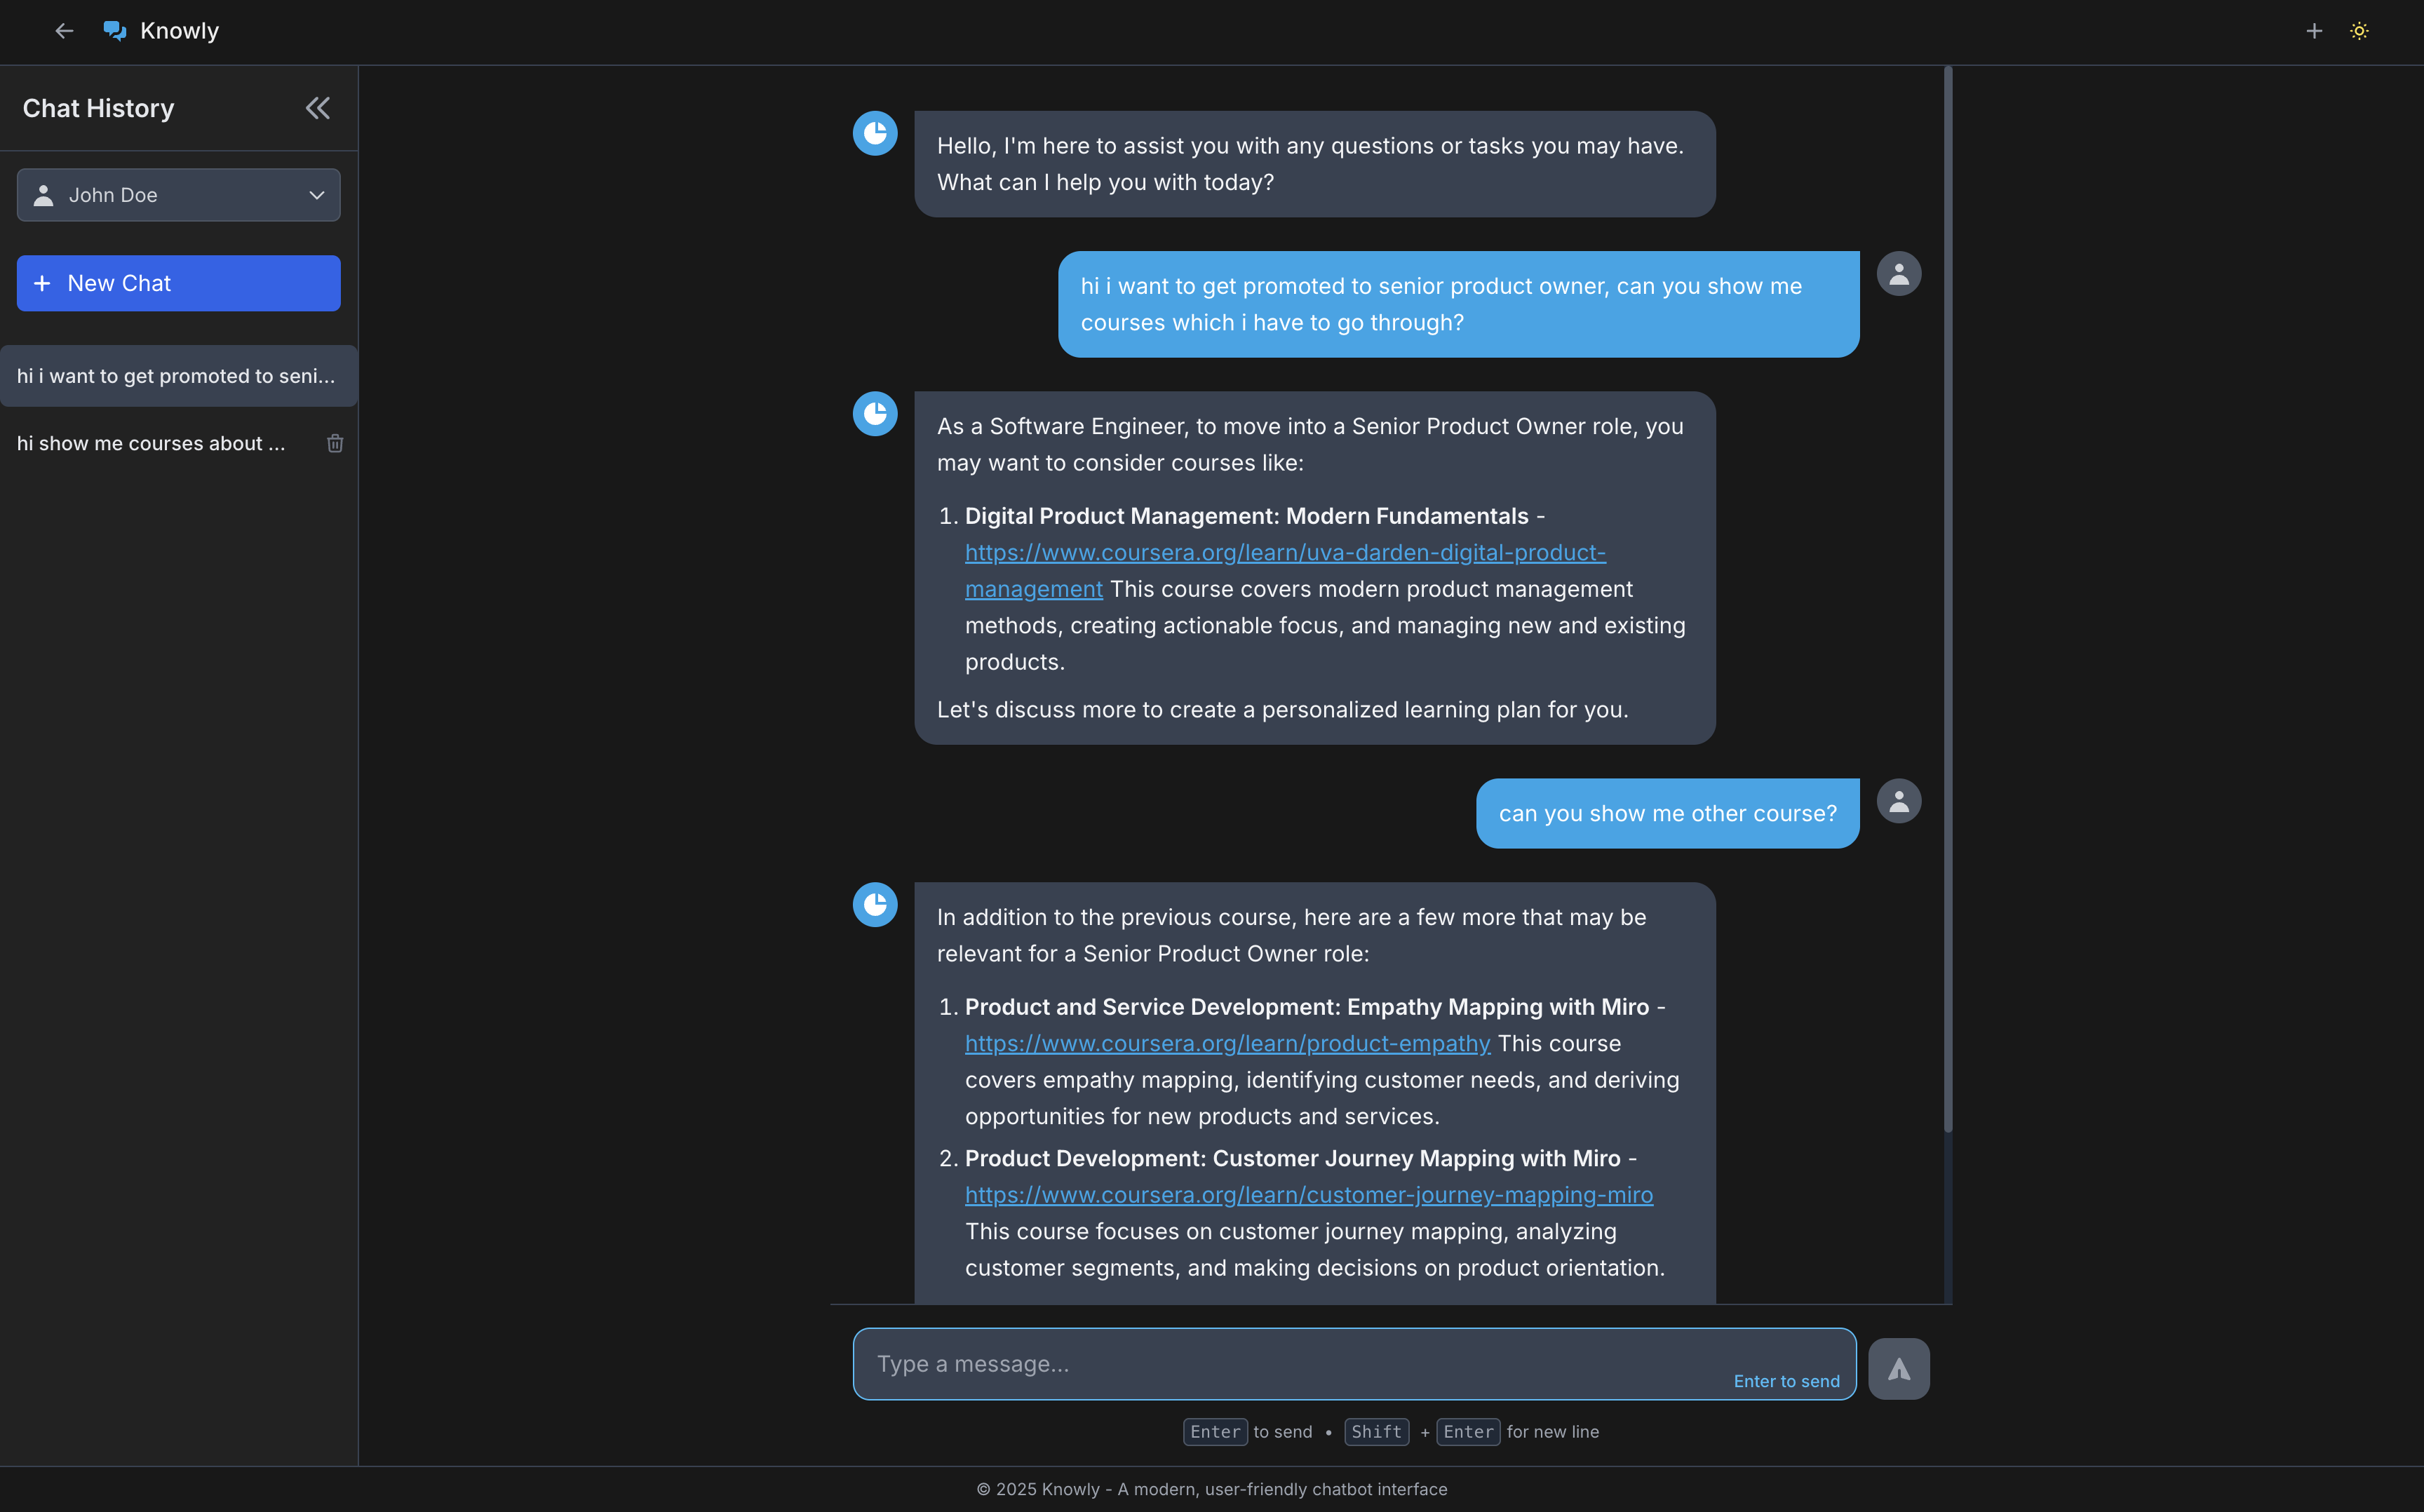 Knowly
Chat History
John Doe
+ New Chat
hi i want to get promoted to seni...
hi show me courses about ...
Hello, I'm here to assist you with any questions or tasks you may have.
What can I help you with today?
hi i want to get promoted to senior product owner, can you show me
courses which i have to go through?
As a Software Engineer, to move into a Senior Product Owner role, you
may want to consider courses like:
1. Digital Product Management: Modern Fundamentals -
https://www.coursera.org/learn/uva-darden-digital-product-
management This course covers modern product management
methods, creating actionable focus, and managing new and existing
products.
Let's discuss more to create a personalized learning plan for you.
can you show me other course?
In addition to the previous course, here are a few more that may be
relevant for a Senior Product Owner role:
1. Product and Service Development: Empathy Mapping with Miro -
https://www.coursera.org/learn/product-empathy This course
covers empathy mapping, identifying customer needs, and deriving
opportunities for new products and services.
2. Product Development: Customer Journey Mapping with Miro -
https://www.coursera.org/learn/customer-journey-mapping-miro
This course focuses on customer journey mapping, analyzing
customer segments, and making decisions on product orientation.
Type a message...
Enter to send
Enter to send • Shift + Enter for new line
© 2025 Knowly - A modern, user-friendly chatbot interface